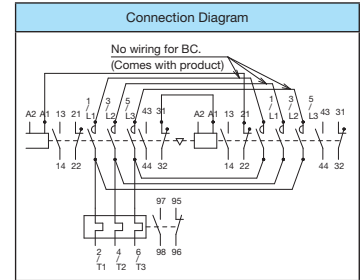 Connection Diagram
No wiring for BC.
(Comes with product)
1/L1 3/L2 5/L3 1/L1 3/L2 5/L3
A2 A1 13 21 43 31 A2 A1 13 21 43 31
14 22 44 32 14 22 44 32
97 95
98 96
2/T1 4/T2 6/T3